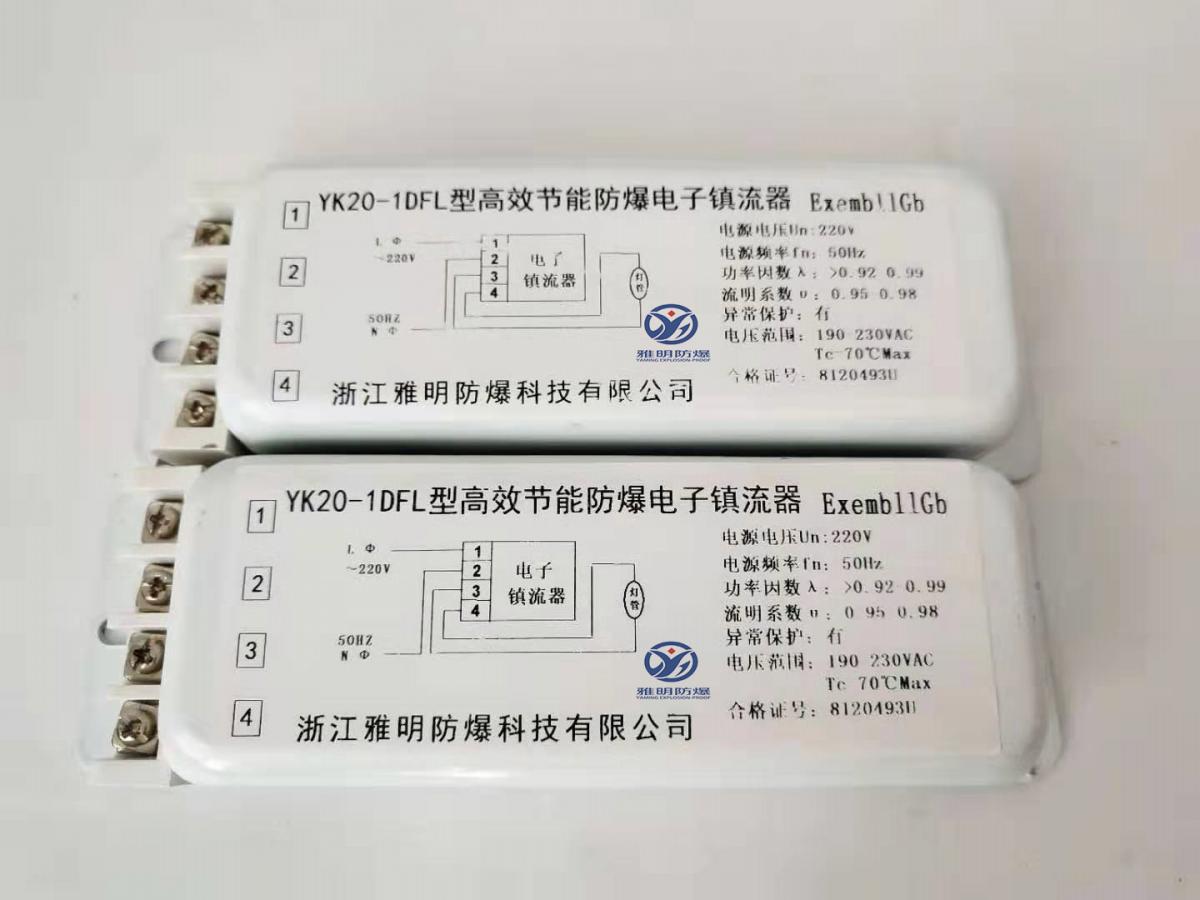 YK20-1DFL型高效节能防爆电子镇流器 Exemb!lGb
1
2
3
4
L Φ
~220V
50HZ
N Φ
1
2
3
4
电子
镇流器
灯管
电源电压Un:220v
电源频率fn: 50Hz
功率因数λ: >0.92 0.99
流明系数υ: 0.95 0.98
异常保护: 有
电压范围: 190 230VAC
Tc 70℃Max
合格证号: 8120493U
雅明防爆
YAMING EXPLOSION-PROOF
浙江雅明防爆科技有限公司
YK20-1DFL型高效节能防爆电子镇流器 ExembllGb
1
2
3
4
L Φ
~220V
50HZ
N Φ
1
2
3
4
电子
镇流器
灯管
电源电压Un:220V
电源频率fn: 50Hz
功率因数λ: >0.92 0.99
流明系数υ: 0 95 0.98
异常保护: 有
电压范围: 190 230VAC
Tc 70℃Max
合格证号: 8120493U
雅明防爆
YAMING EXPLOSION-PROOF
浙江雅明防爆科技有限公司